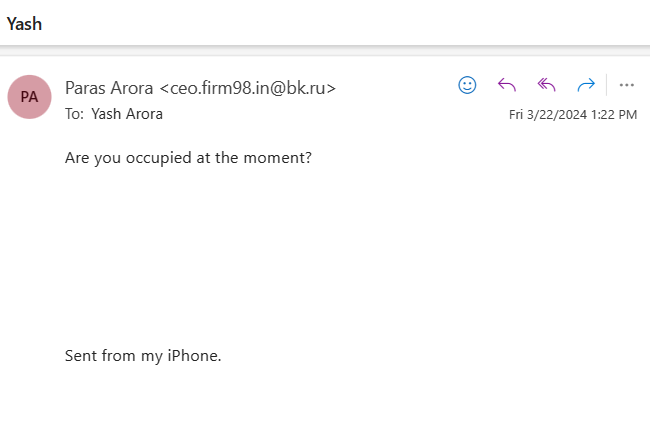 Yash
PA
Paras Arora <ceo.firm98.in@bk.ru>
To: Yash Arora
Fri 3/22/2024 1:22 PM
Are you occupied at the moment?
Sent from my iPhone.